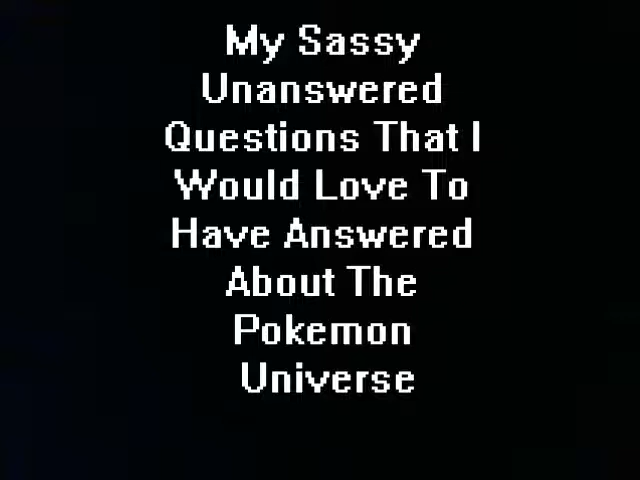 My Sassy
Unanswered
Questions That I
Would Love To
Have Answered
About The
Pokemon
Universe